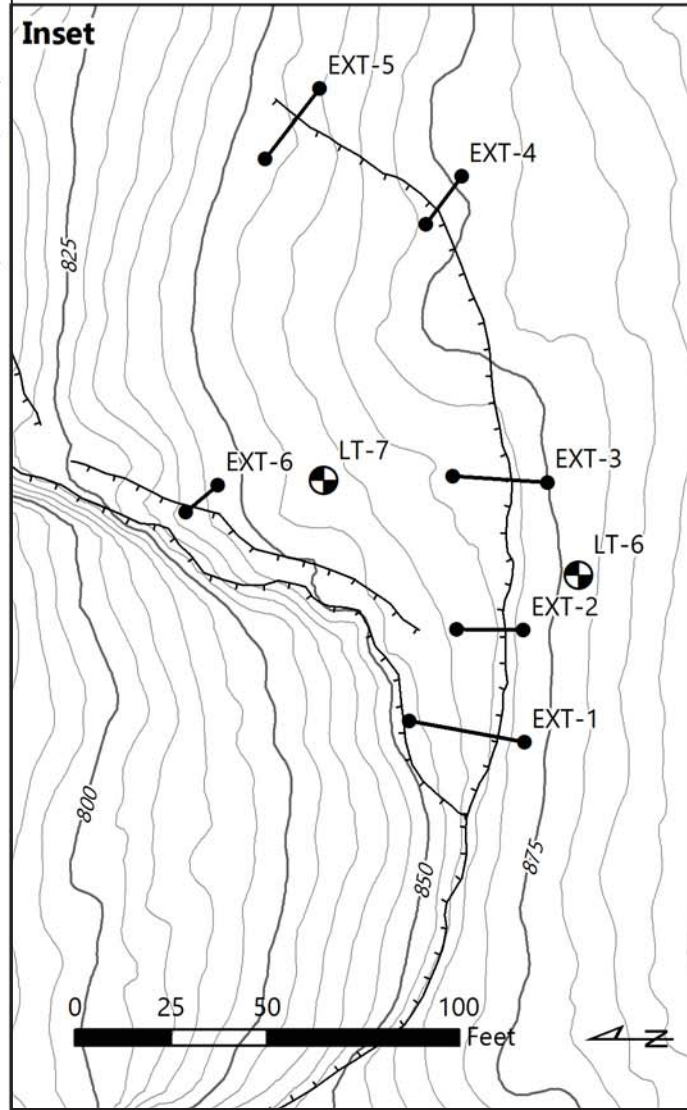 Inset
EXT-5
EXT-4
825
EXT-6
LT-7
EXT-3
LT-6
EXT-2
EXT-1
800
850
875
0 25 50 100
Feet
N